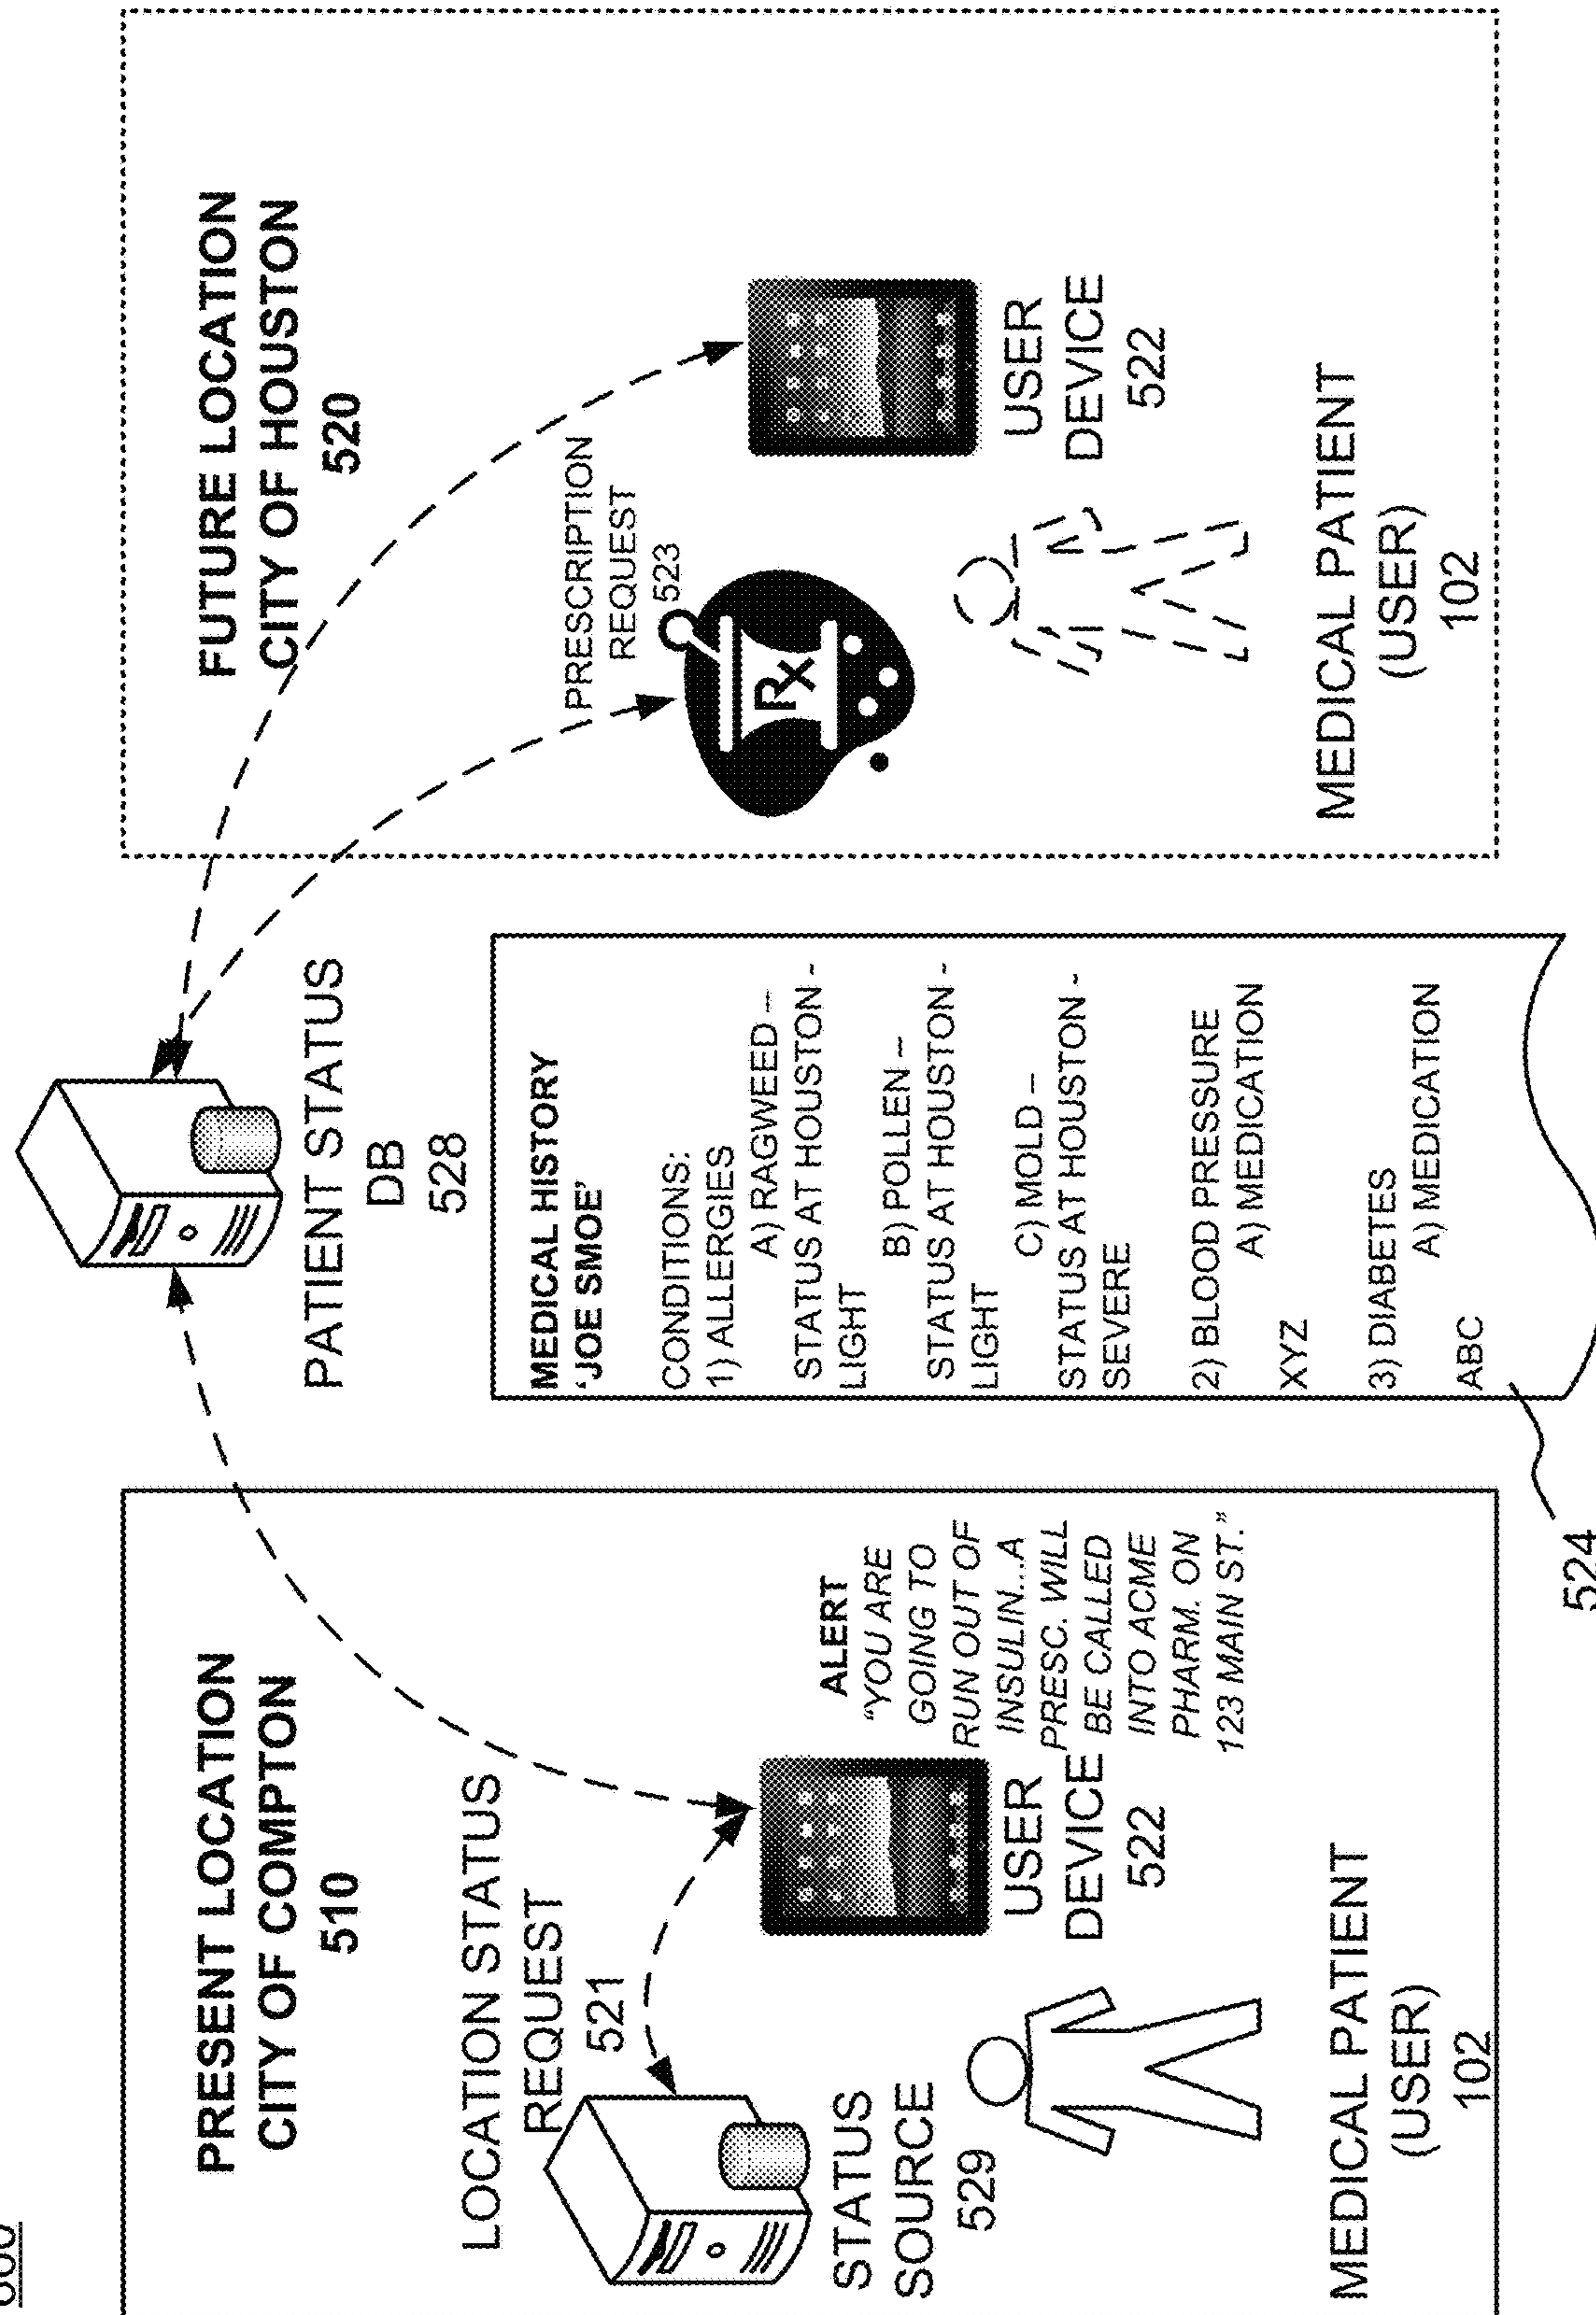 PRESENT LOCATION
CITY OF COMPTON
510
LOCATION STATUS
REQUEST
521
STATUS
SOURCE
529
USER
DEVICE
522
ALERT
“YOU ARE
GOING TO
RUN OUT OF
INSULIN...A
PRESC. WILL
BE CALLED
INTO ACME
PHARM. ON
123 MAIN ST.”
MEDICAL PATIENT
(USER)
102
PATIENT STATUS
DB
528
MEDICAL HISTORY
‘JOE SMOE’
CONDITIONS:
1) ALLERGIES
A) RAGWEED –
STATUS AT HOUSTON -
LIGHT
B) POLLEN –
STATUS AT HOUSTON -
LIGHT
C) MOLD –
STATUS AT HOUSTON -
SEVERE
2) BLOOD PRESSURE
A) MEDICATION
XYZ
3) DIABETES
A) MEDICATION
ABC
524
FUTURE LOCATION
CITY OF HOUSTON
520
PRESCRIPTION
REQUEST
523
Rx
USER
DEVICE
522
MEDICAL PATIENT
(USER)
102